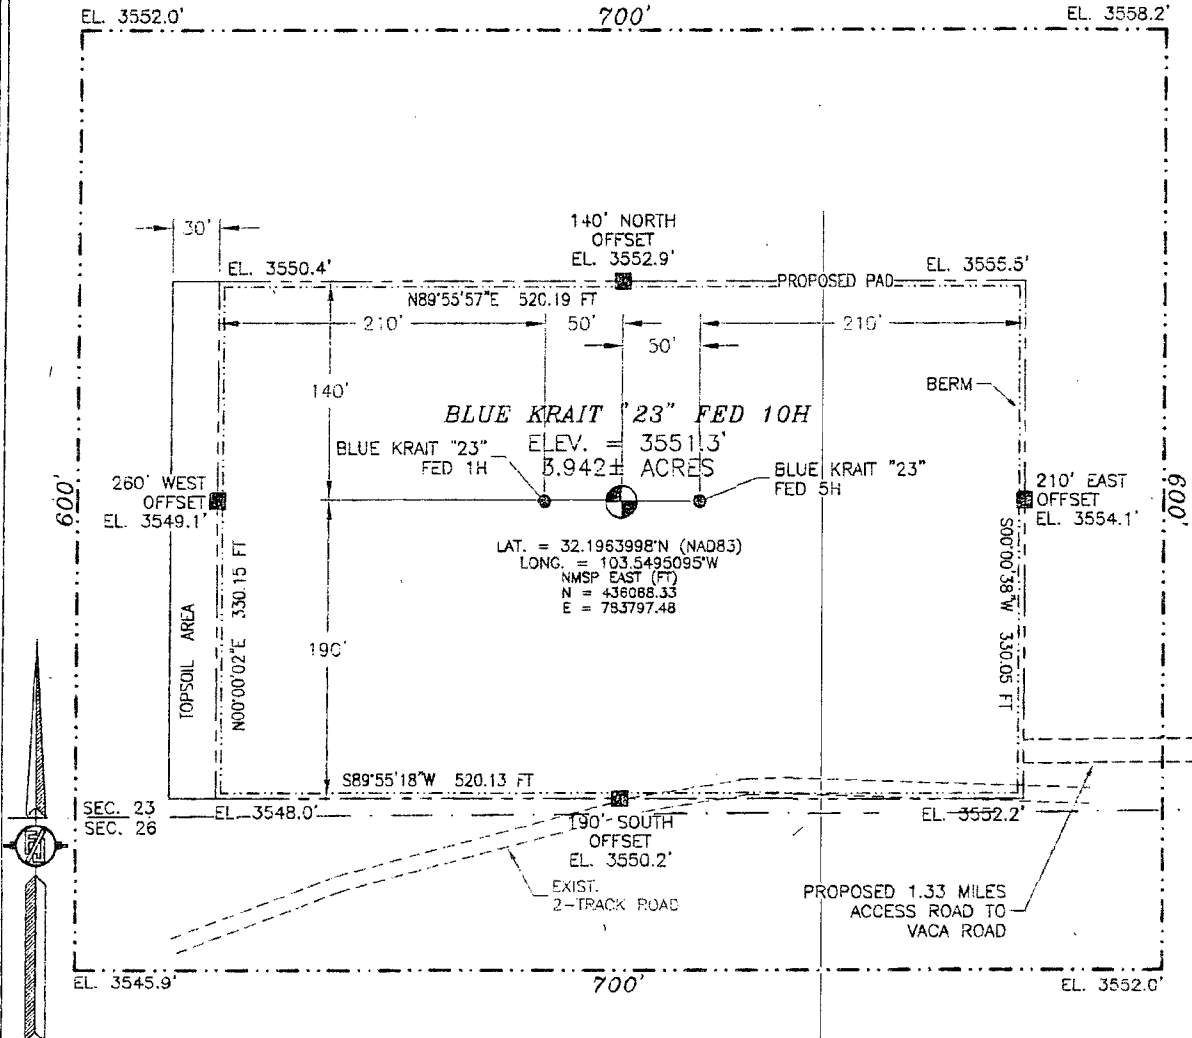 EL. 3552.0'
700'
EL. 3558.2'
30'
140' NORTH
OFFSET
EL. 3552.9'
EL. 3550.4'
EL. 3555.5'
PROPOSED PAD
N89°55'57"E 520.19 FT
210'
50'
210'
50'
140'
BERM
BLUE KRAIT "23" FED 10H
ELEV. = 3551.3'
3.942± ACRES
BLUE KRAIT "23"
FED 1H
BLUE KRAIT "23"
FED 5H
260' WEST
OFFSET
EL. 3549.1'
210' EAST
OFFSET
EL. 3554.1'
600'
600'
LAT. = 32.1963998°N (NAD83)
LONG. = 103.5495095°W
NMSP EAST (FT)
N = 436068.33
E = 783797.48
N00°00'02"E 330.15 FT
S00°00'38"W 330.05 FT
TOPSOIL AREA
190'
S89°55'18"W 520.13 FT
SEC. 23
SEC. 26
EL. 3548.0'
EL. 3552.2'
190' SOUTH
OFFSET
EL. 3550.2'
EXIST.
2-TRACK ROAD
PROPOSED 1.33 MILES
ACCESS ROAD TO
VACA ROAD
EL. 3545.9'
700'
EL. 3552.0'